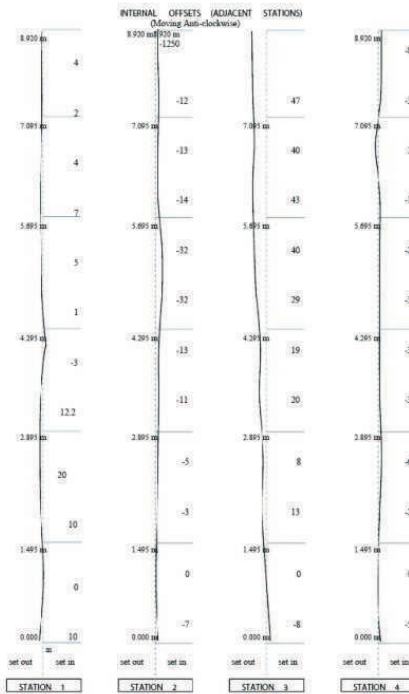 INTERNAL OFFSETS (ADJACENT STATIONS)
(Moving Anti-clockwise)
8.920 m
4
2
7.095 m
4
7
5.695 m
5
1
4.295 m
-3
12.2
2.895 m
20
10
1.495 m
0
0.000 m
10
m
set out set in
STATION 1
8.920 m
-1250
-12
7.095 m
-13
-14
5.695 m
-32
-32
4.295 m
-13
-11
2.895 m
-5
-3
1.495 m
0
-7
0.000 m
set out set in
STATION 2
8.920 m
47
7.095 m
40
43
5.695 m
40
29
4.295 m
19
20
2.895 m
8
13
1.495 m
0
-8
0.000 m
set out set in
STATION 3
8.920 m
7.095 m
5.695 m
4.295 m
2.895 m
1.495 m
0.000 m
set out set in
STATION 4